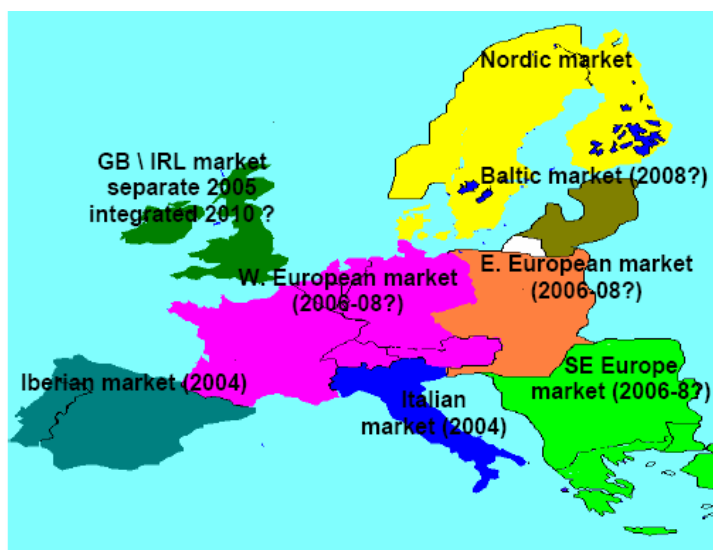 Nordic market
GB \ IRL market
separate 2005
integrated 2010 ?
Baltic market (2008?)
W. European market
(2006-08?)
E. European market
(2006-08?)
Iberian market (2004)
Italian
market (2004)
SE Europe
market (2006-8?)